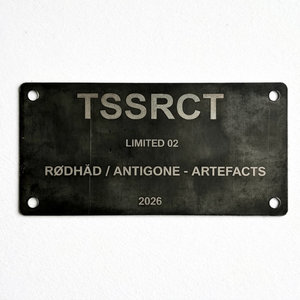 TSSRCT
LIMITED 02
RØDHÅD / ANTIGONE - ARTEFACTS
2026